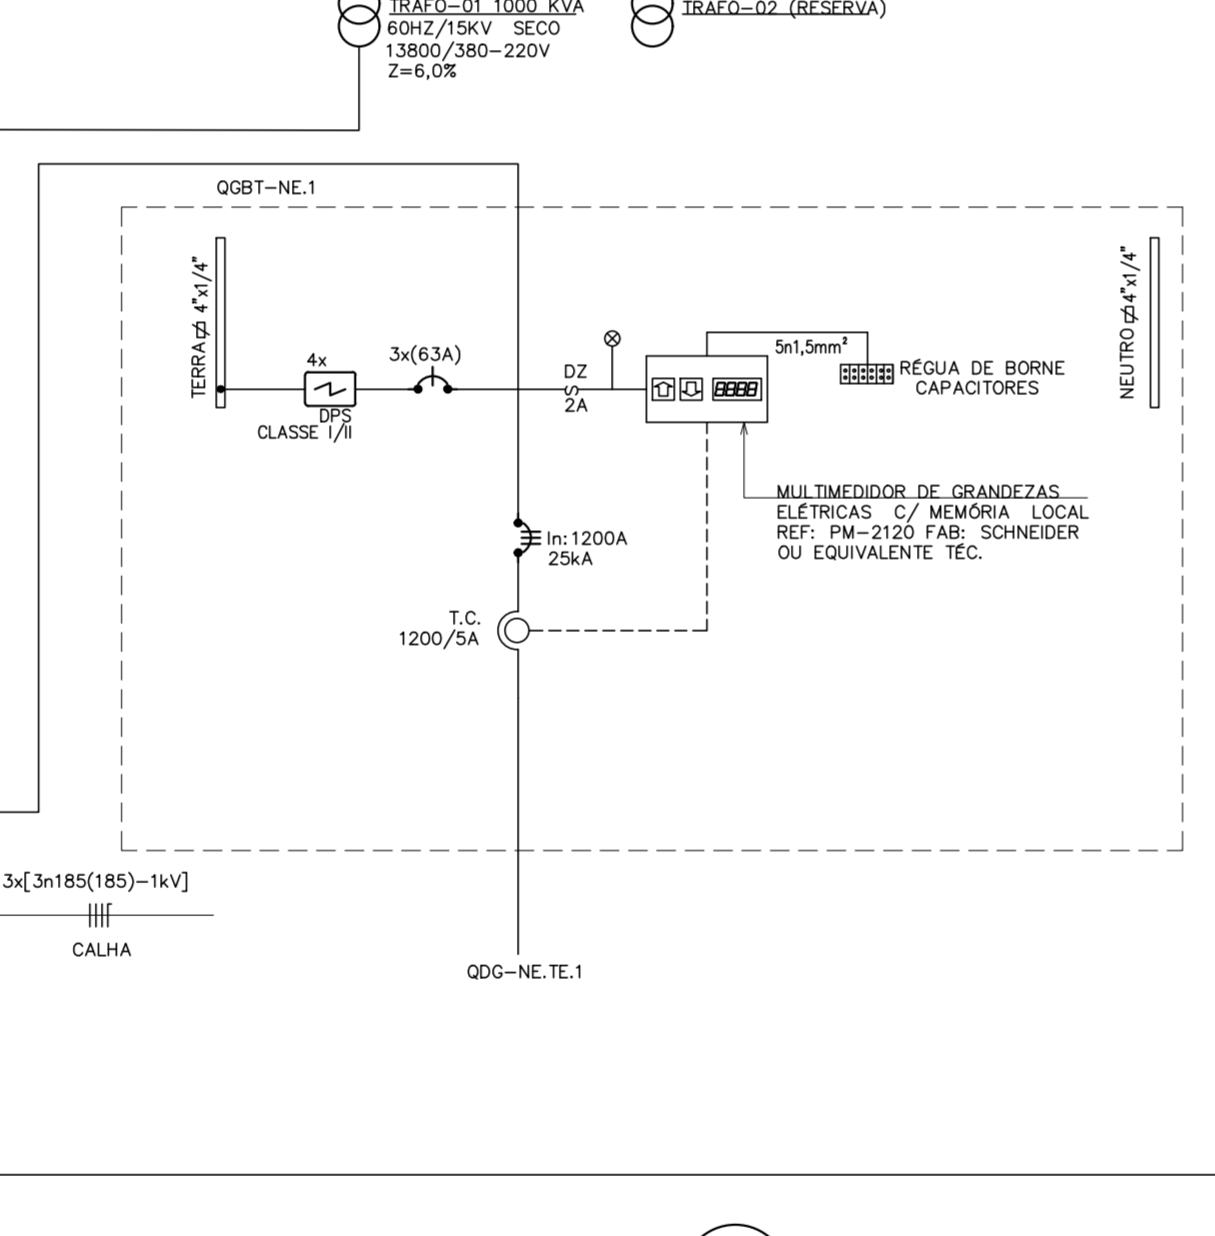 TRAFO-01 1000 KVA
60HZ/15KV SECO
13800/380-220V
Z=6,0%
TRAFO-02 (RESERVA)
QGBT-NE.1
TERRA 4"x1/4"
4x
DPS
CLASSE I/II
3x(63A)
DZ
2A
8888
5n1,5mm²
RÉGUA DE BORNE
CAPACITORES
NEUTRO 4"x1/4"
MULTIMEDIDOR DE GRANDEZAS
ELÉTRICAS C/ MEMÓRIA LOCAL
REF: PM-2120 FAB: SCHNEIDER
OU EQUIVALENTE TÉC.
In: 1200A
25kA
T.C.
1200/5A
3x[3n185(185)-1kV]
CALHA
QDG-NE.TE.1